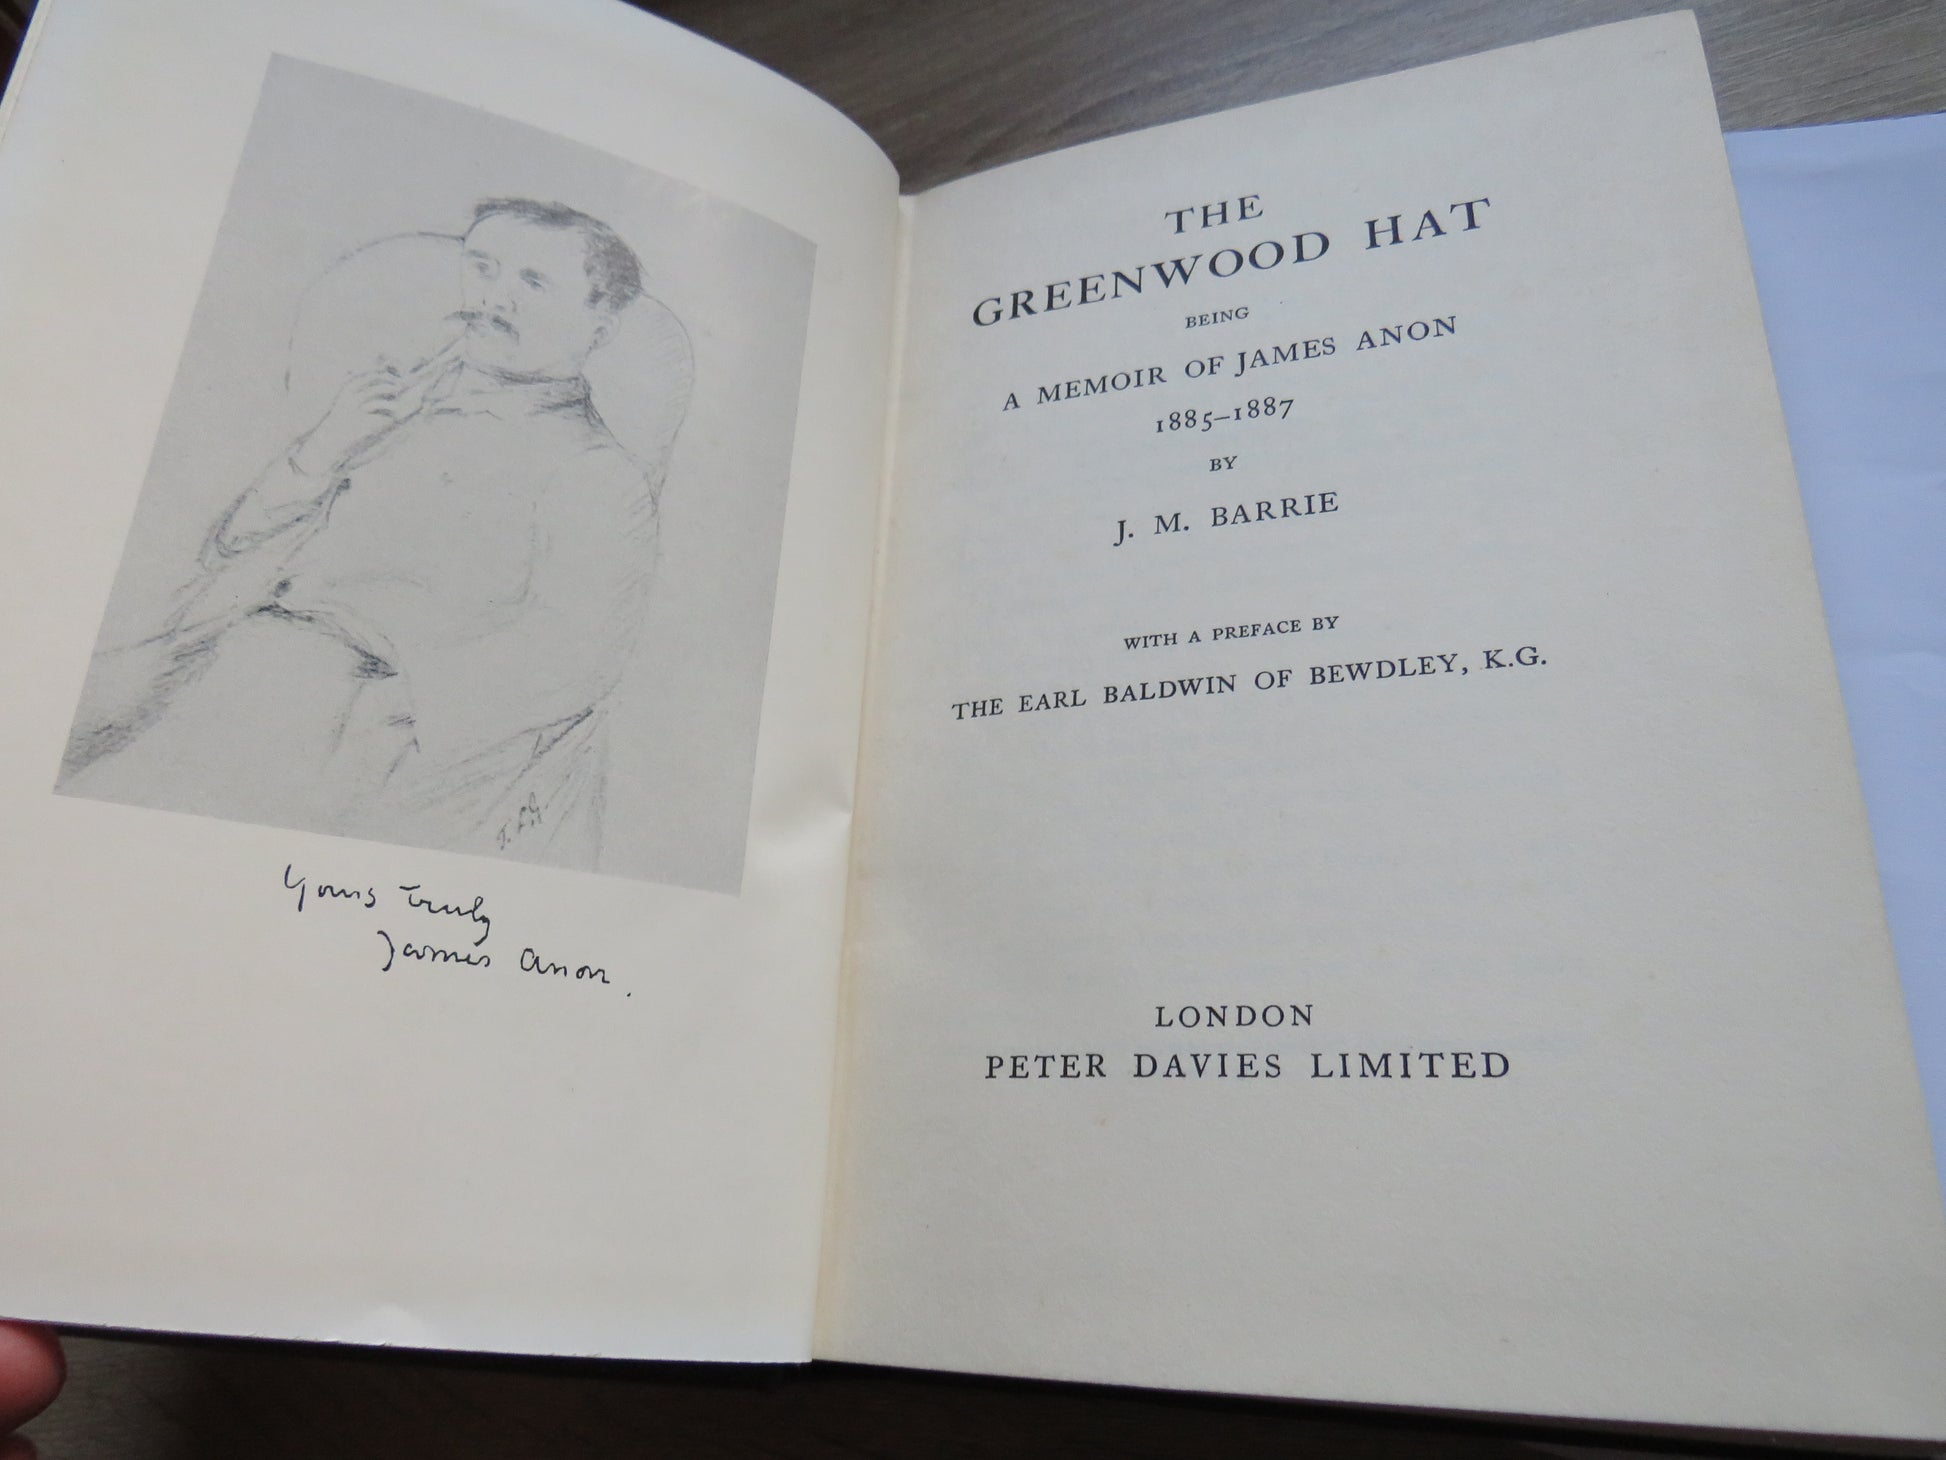 Yours truly
James Anon.
THE
GREENWOOD HAT
BEING
A MEMOIR OF JAMES ANON
1885–1887
BY
J. M. BARRIE
WITH A PREFACE BY
THE EARL BALDWIN OF BEWDLEY, K.G.
LONDON
PETER DAVIES LIMITED